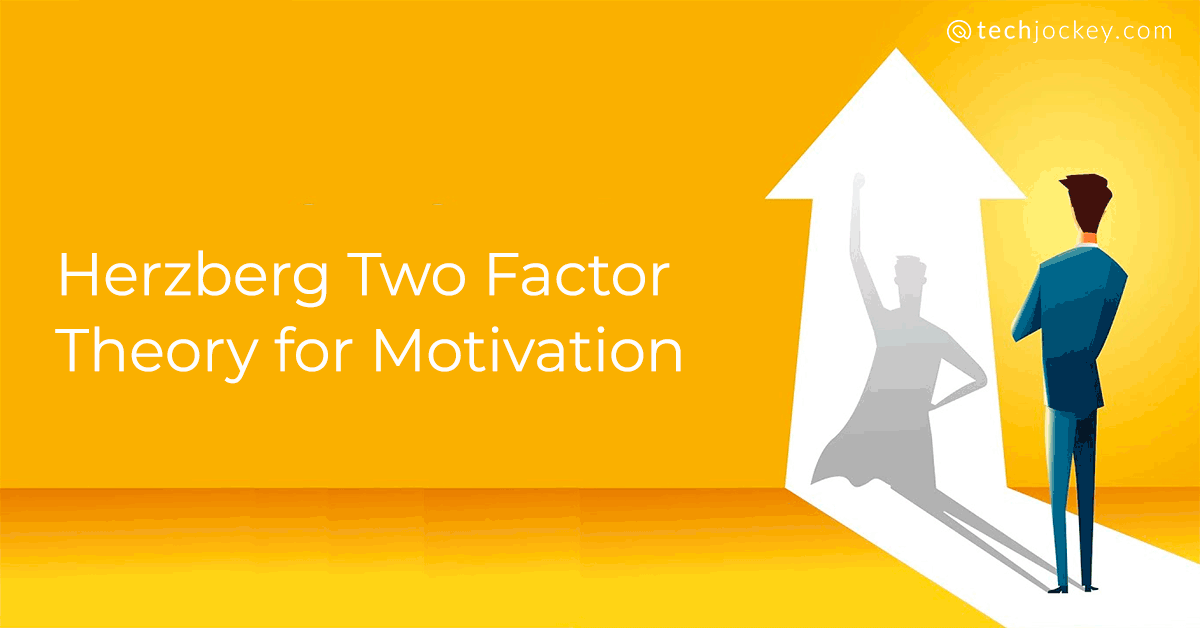 @techjockey.com
Herzberg Two Factor
Theory for Motivation